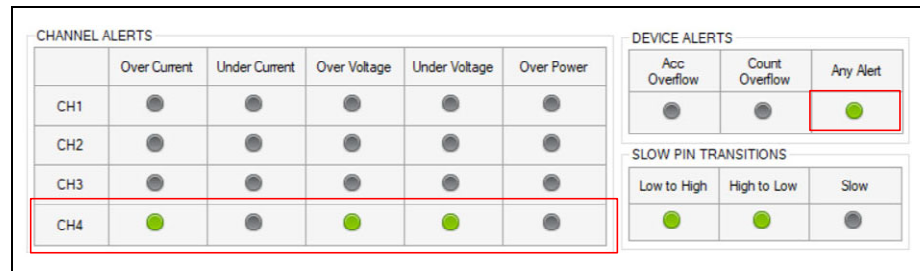 CHANNEL ALERTS
Over Current Under Current Over Voltage Under Voltage Over Power
CH1
CH2
CH3
CH4
DEVICE ALERTS
Acc Overflow
Count Overflow
Any Alert
SLOW PIN TRANSITIONS
Low to High High to Low Slow